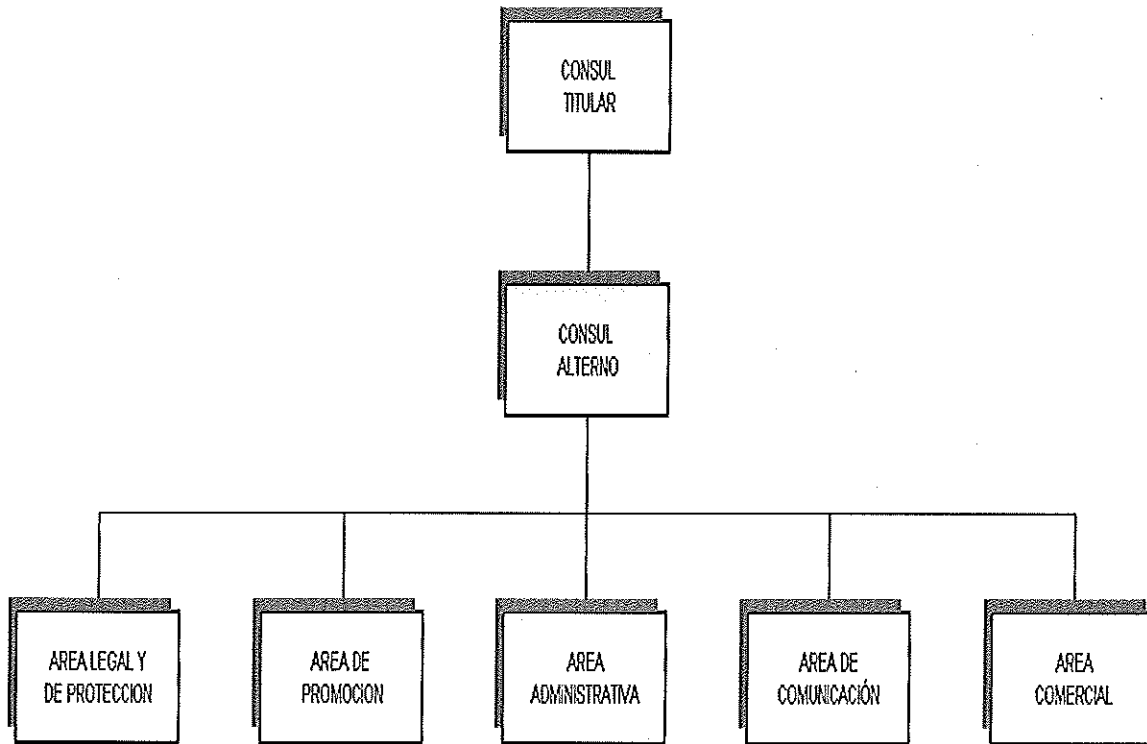 CONSUL
TITULAR
CONSUL
ALTERNO
AREA LEGAL Y
DE PROTECCION
AREA DE
PROMOCION
AREA
ADMINISTRATIVA
AREA DE
COMUNICACIÓN
AREA
COMERCIAL